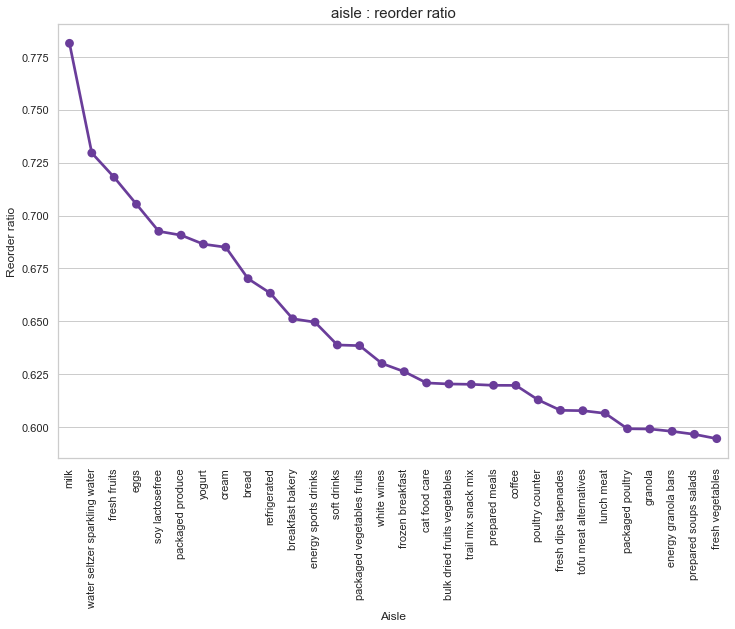 aisle : reorder ratio
0.775
0.750
0.725
0.700
0.675
0.650
0.625
0.600
Reorder ratio
milk
water seltzer sparkling water
fresh fruits
eggs
soy lactosefree
packaged produce
yogurt
cream
bread
refrigerated
breakfast bakery
energy sports drinks
soft drinks
packaged vegetables fruits
white wines
frozen breakfast
cat food care
bulk dried fruits vegetables
trail mix snack mix
prepared meals
coffee
poultry counter
fresh dips tapenades
tofu meat alternatives
lunch meat
packaged poultry
granola
energy granola bars
prepared soups salads
fresh vegetables
Aisle